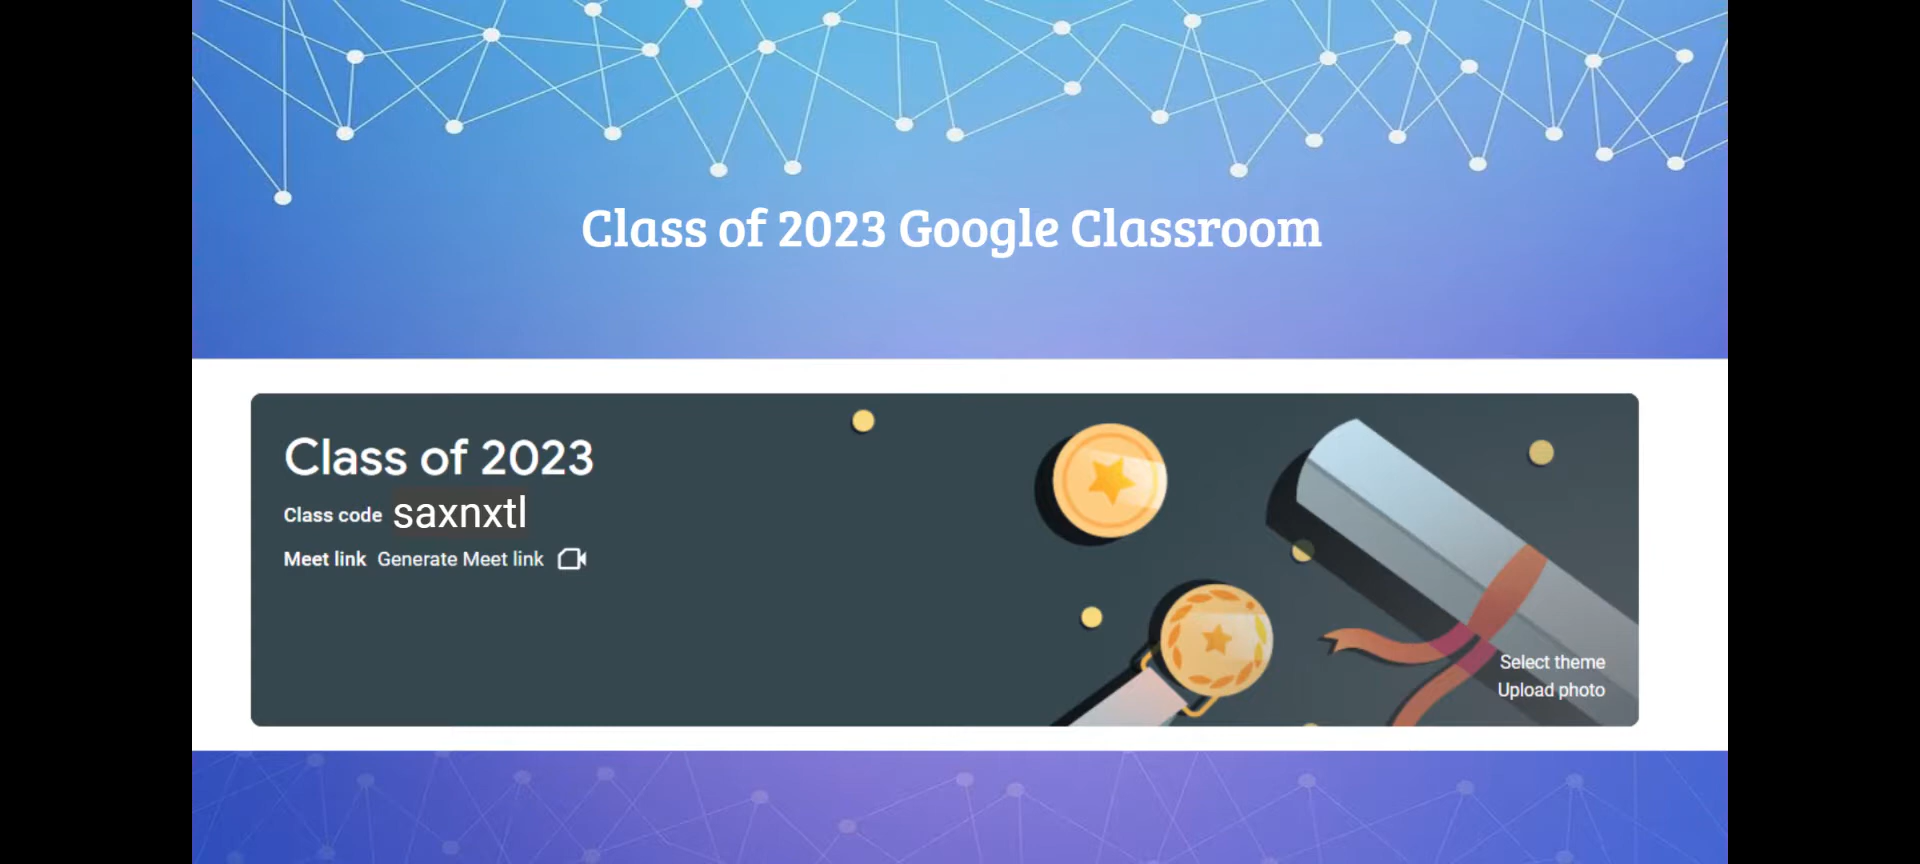 Class of 2023 Google Classroom
Class of 2023
Class code saxnxtl
Meet link Generate Meet link
Select theme
Upload photo